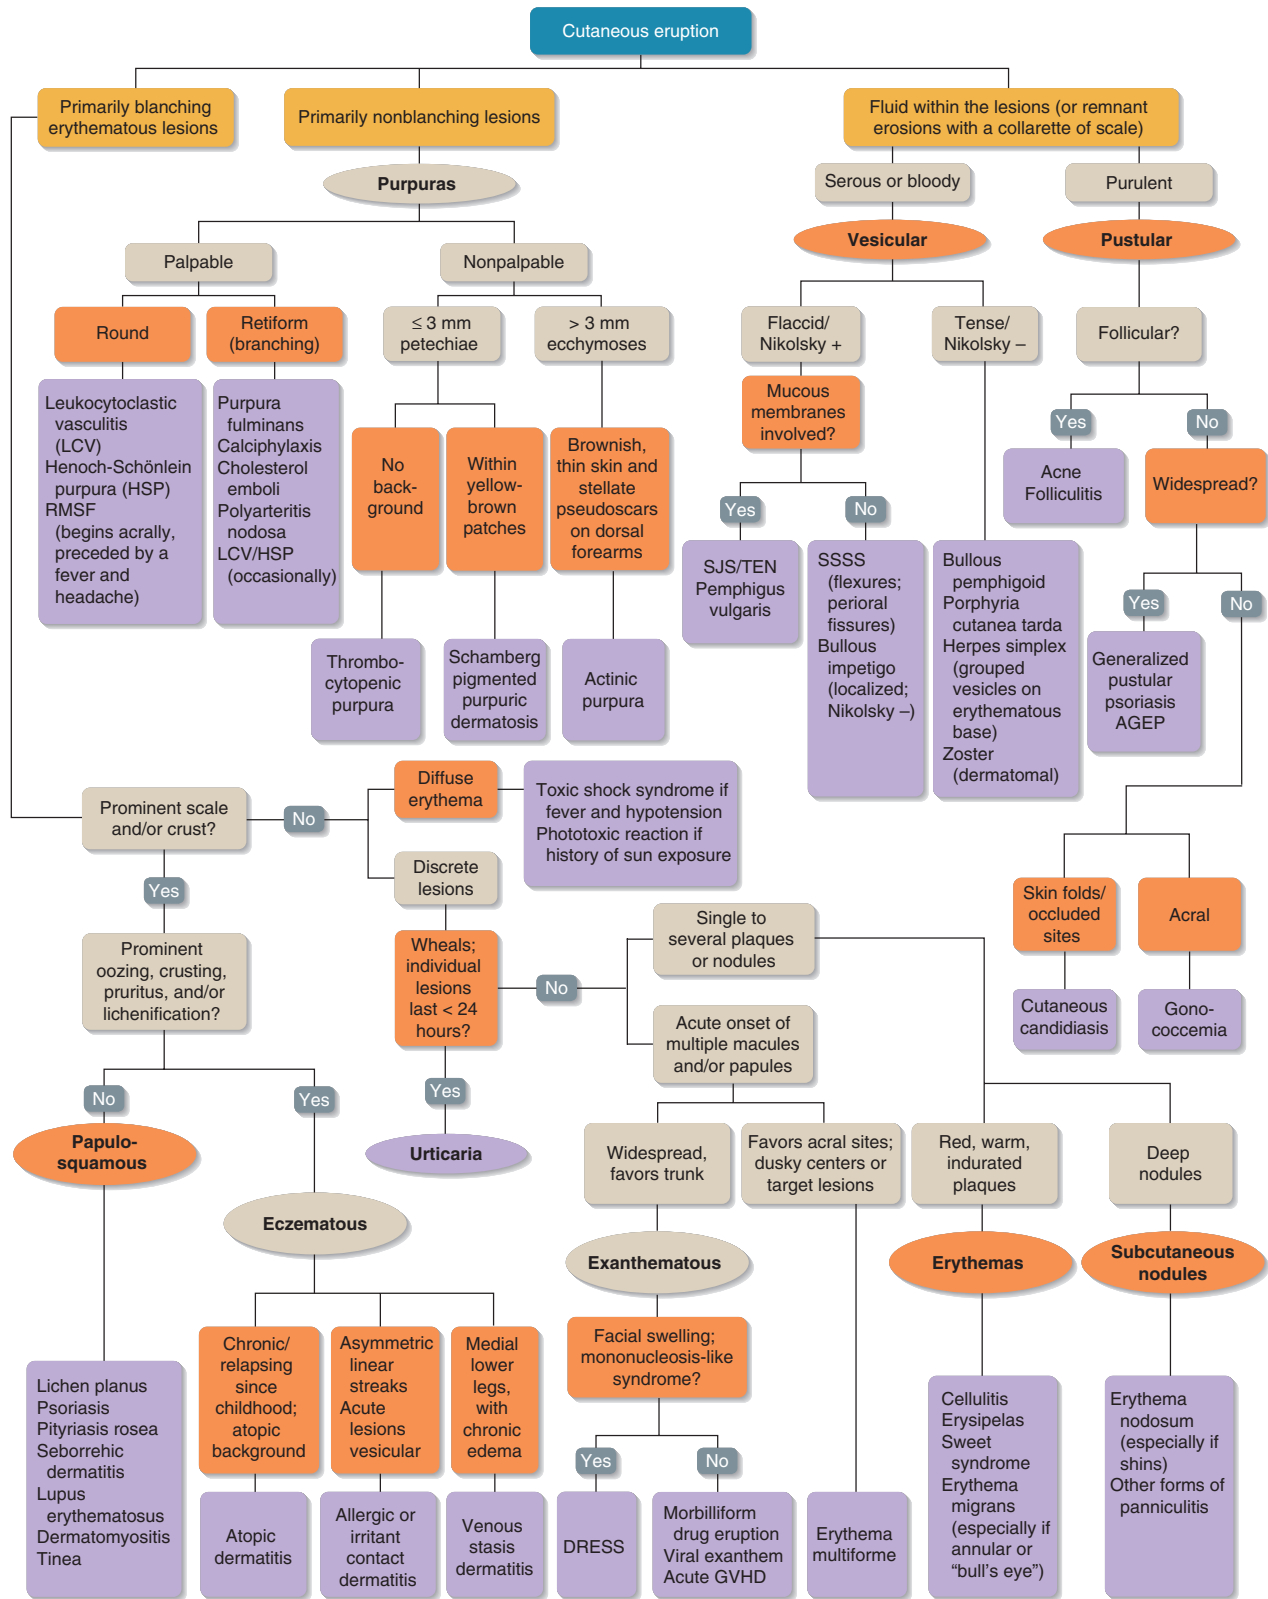 Cutaneous eruption
Primarily blanching
erythematous lesions
Primarily nonblanching lesions
Fluid within the lesions (or remnant
erosions with a collarette of scale)
Purpuras
Serous or bloody
Purulent
Vesicular
Pustular
Palpable
Nonpalpable
Round
Retiform
(branching)
≤ 3 mm
petechiae
> 3 mm
ecchymoses
Flaccid/
Nikolsky +
Tense/
Nikolsky –
Follicular?
Leukocytoclastic
vasculitis
(LCV)
Henoch-Schönlein
purpura (HSP)
RMSF
(begins acrally,
preceded by a
fever and
headache)
Purpura
fulminans
Calciphylaxis
Cholesterol
emboli
Polyarteritis
nodosa
LCV/HSP
(occasionally)
No
back-
ground
Within
yellow-
brown
patches
Brownish,
thin skin and
stellate
pseudoscars
on dorsal
forearms
Mucous
membranes
involved?
Yes
No
Yes
No
Acne
Folliculitis
Widespread?
Thrombo-
cytopenic
purpura
Schamberg
pigmented
purpuric
dermatosis
Actinic
purpura
SJS/TEN
Pemphigus
vulgaris
SSSS
(flexures;
perioral
fissures)
Bullous
impetigo
(localized;
Nikolsky –)
Bullous
pemphigoid
Porphyria
cutanea tarda
Herpes simplex
(grouped
vesicles on
erythematous
base)
Zoster
(dermatomal)
Yes
No
Generalized
pustular
psoriasis
AGEP
Prominent scale
and/or crust?
No
Diffuse
erythema
Toxic shock syndrome if
fever and hypotension
Phototoxic reaction if
history of sun exposure
Discrete
lesions
Yes
Skin folds/
occluded
sites
Acral
Prominent
oozing, crusting,
pruritus, and/or
lichenification?
Wheals;
individual
lesions
last < 24
hours?
No
Single to
several plaques
or nodules
Acute onset of
multiple macules
and/or papules
Cutaneous
candidiasis
Gono-
coccemia
No
Yes
Yes
Papulo-
squamous
Urticaria
Widespread,
favors trunk
Favors acral sites;
dusky centers or
target lesions
Red, warm,
indurated
plaques
Deep
nodules
Eczematous
Exanthematous
Erythemas
Subcutaneous
nodules
Chronic/
relapsing
since
childhood;
atopic
background
Asymmetric
linear
streaks
Acute
lesions
vesicular
Medial
lower
legs,
with
chronic
edema
Facial swelling;
mononucleosis-like
syndrome?
Lichen planus
Psoriasis
Pityriasis rosea
Seborrehic
dermatitis
Lupus
erythematosus
Dermatomyositis
Tinea
Yes
No
Cellulitis
Erysipelas
Sweet
syndrome
Erythema
migrans
(especially if
annular or
“bull’s eye”)
Erythema
nodosum
(especially if
shins)
Other forms of
panniculitis
Atopic
dermatitis
Allergic or
irritant
contact
dermatitis
Venous
stasis
dermatitis
DRESS
Morbilliform
drug eruption
Viral exanthem
Acute GVHD
Erythema
multiforme